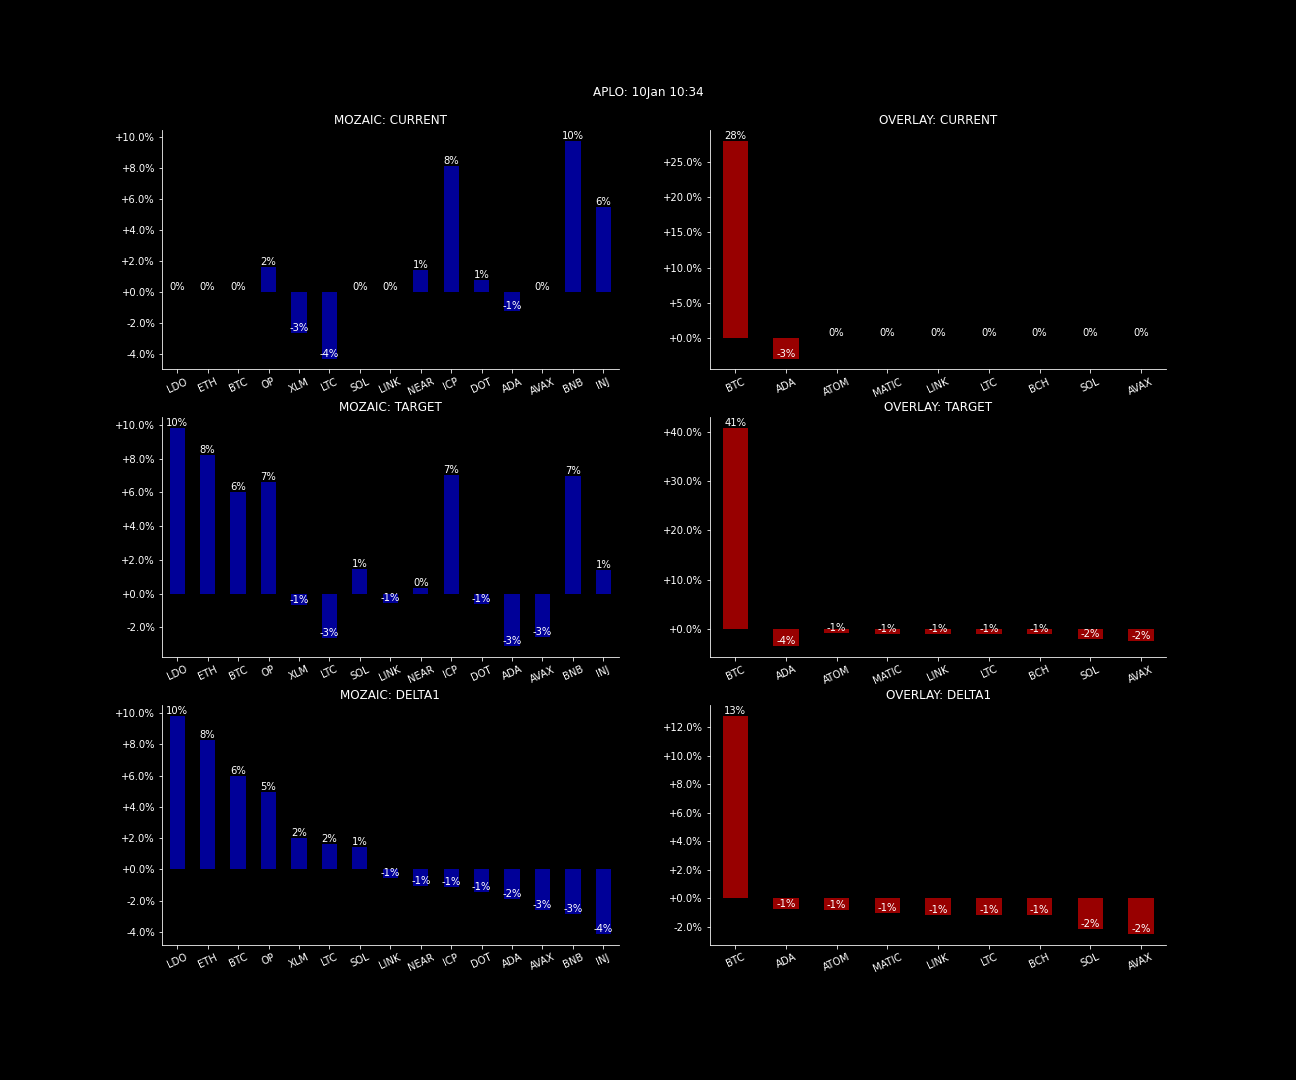 APLO: 10Jan 10:34
MOZAIC: CURRENT
+10.0%
+8.0%
+6.0%
+4.0%
+2.0%
+0.0%
-2.0%
-4.0%
0% 0% 0% 2% -3% -4% 0% 0% 1% 8% 1% -1% 0% 10% 6%
LDO ETH BTC OP XLM LTC SOL LINK NEAR ICP DOT ADA AVAX BNB INJ
OVERLAY: CURRENT
+25.0%
+20.0%
+15.0%
+10.0%
+5.0%
+0.0%
28% -3% 0% 0% 0% 0% 0% 0% 0%
BTC ADA ATOM MATIC LINK LTC BCH SOL AVAX
MOZAIC: TARGET
+10.0%
+8.0%
+6.0%
+4.0%
+2.0%
+0.0%
-2.0%
10% 8% 6% 7% -1% -3% 1% -1% 0% 7% -1% -3% -3% 7% 1%
LDO ETH BTC OP XLM LTC SOL LINK NEAR ICP DOT ADA AVAX BNB INJ
OVERLAY: TARGET
+40.0%
+30.0%
+20.0%
+10.0%
+0.0%
41% -4% -1% -1% -1% -1% -1% -2% -2%
BTC ADA ATOM MATIC LINK LTC BCH SOL AVAX
MOZAIC: DELTA1
+10.0%
+8.0%
+6.0%
+4.0%
+2.0%
+0.0%
-2.0%
-4.0%
10% 8% 6% 5% 2% 2% 1% -1% -1% -1% -1% -2% -3% -3% -4%
LDO ETH BTC OP XLM LTC SOL LINK NEAR ICP DOT ADA AVAX BNB INJ
OVERLAY: DELTA1
+12.0%
+10.0%
+8.0%
+6.0%
+4.0%
+2.0%
+0.0%
-2.0%
13% -1% -1% -1% -1% -1% -1% -2% -2%
BTC ADA ATOM MATIC LINK LTC BCH SOL AVAX